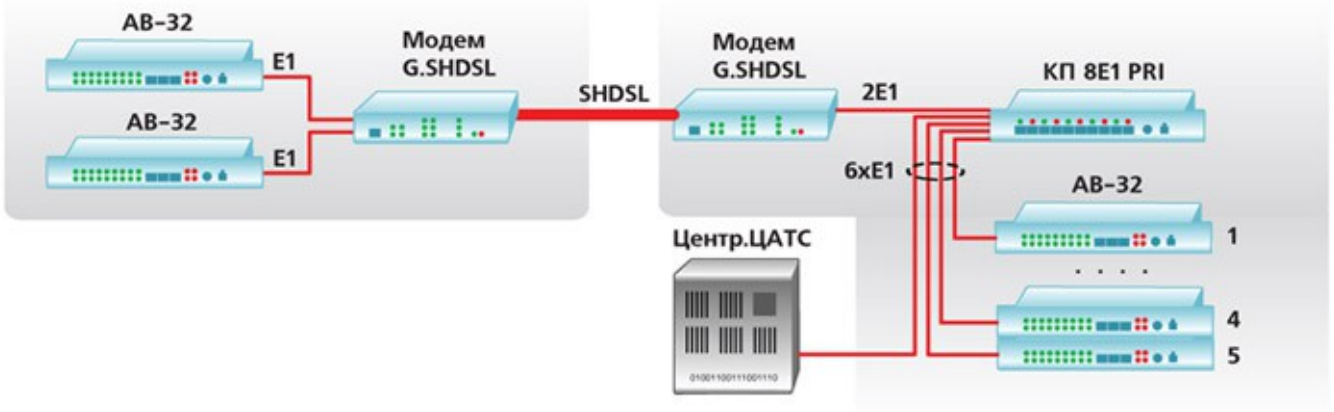 АВ-32
E1
Модем
G.SHDSL
АВ-32
E1
SHDSL
Модем
G.SHDSL
2E1
КП 8E1 PRI
6xE1
АВ-32
1
4
5
Центр.ЦАТС
010011001110011110